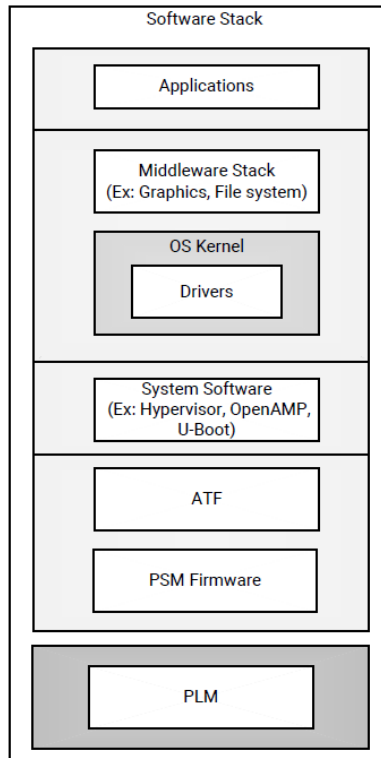 Software Stack
Applications
Middleware Stack
(Ex: Graphics, File system)
OS Kernel
Drivers
System Software
(Ex: Hypervisor, OpenAMP,
U-Boot)
ATF
PSM Firmware
PLM